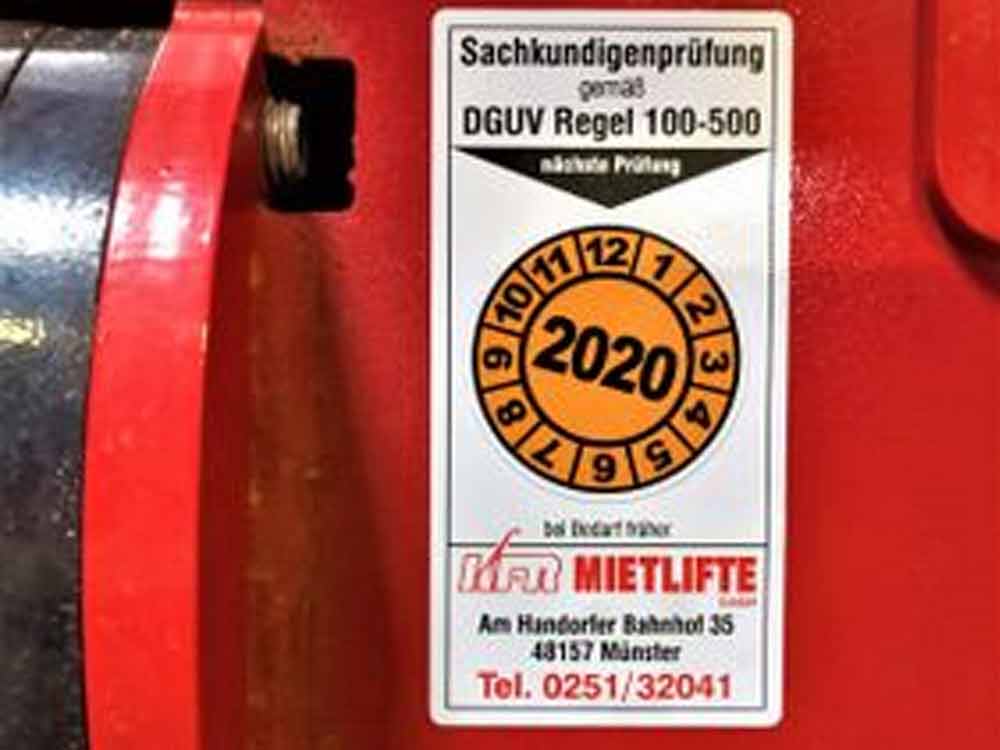 Sachkundigenprüfung
gemäß
DGUV Regel 100-500
nächste Prüfung
12
1
2
3
4
5
6
7
8
9
10
11
2020
bei Bedarf früher
MIETLIFTE
GmbH
Am Handorfer Bahnhof 35
48157 Münster
Tel. 0251/32041